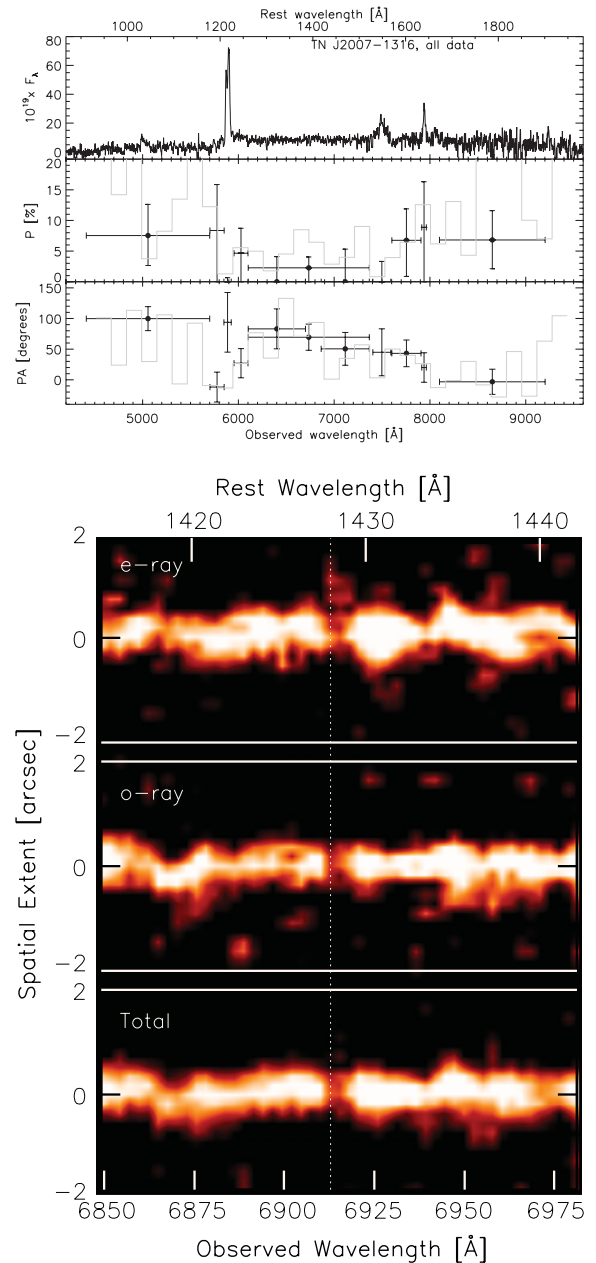 Rest wavelength [Å]
1000 1200 1400 1600 1800
TN J2007−1316, all data
80
60
40
20
0
10¹⁹x Fλ
20
15
10
5
0
P [%]
150
100
50
0
PA [degrees]
5000 6000 7000 8000 9000
Observed wavelength [Å]
Rest Wavelength [Å]
1420 1430 1440
2
e−ray
0
−2
2
o−ray
0
−2
2
Total
0
−2
Spatial Extent [arcsec]
6850 6875 6900 6925 6950 6975
Observed Wavelength [Å]